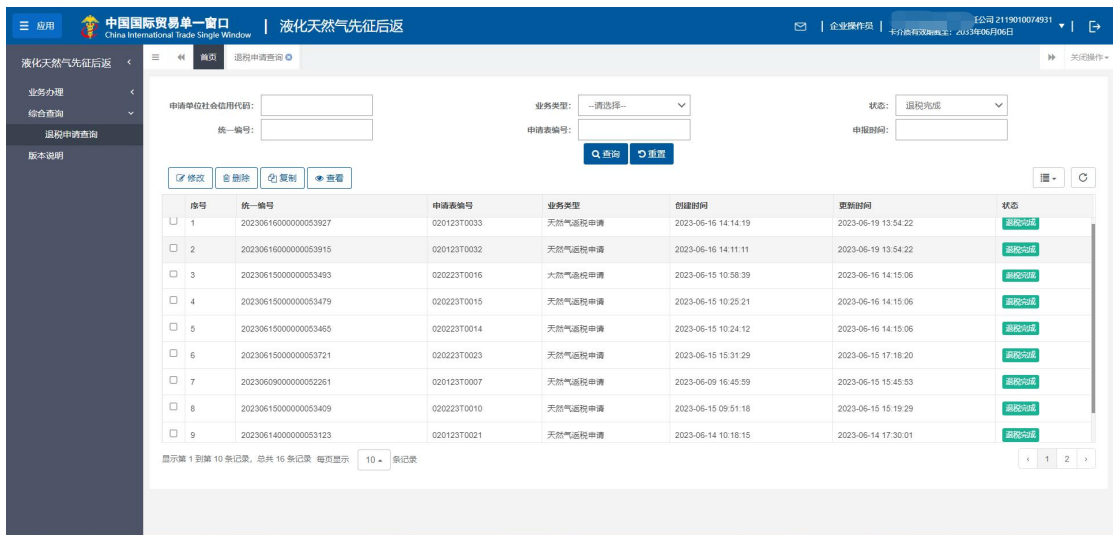 应用 中国国际贸易单一窗口 液化天然气先征后返 企业操作员 公司 2119010074931
China International Trade Single Window 2033年06月06日
液化天然气先征后返 首页 退税申请查询 关闭操作
业务办理
综合查询
退税申请查询
版本说明
申请单位社会信用代码： 业务类型： --请选择-- 状态： 退税完成
统一编号： 申请表编号： 申报时间：
查询 重置
修改 删除 复制 查看
序号 统一编号 申请表编号 业务类型 创建时间 更新时间 状态
1 20230616000000053927 020123T0033 天然气返税申请 2023-06-16 14:14:19 2023-06-19 13:54:22 退税完成
2 20230616000000053915 020123T0032 天然气返税申请 2023-06-16 14:11:11 2023-06-19 13:54:22 退税完成
3 20230615000000053493 020223T0016 天然气返税申请 2023-06-15 10:58:39 2023-06-16 14:15:06 退税完成
4 20230615000000053479 020223T0015 天然气返税申请 2023-06-15 10:25:21 2023-06-16 14:15:06 退税完成
5 20230615000000053465 020223T0014 天然气返税申请 2023-06-15 10:24:12 2023-06-16 14:15:06 退税完成
6 20230615000000053721 020223T0023 天然气返税申请 2023-06-15 15:31:29 2023-06-15 17:18:20 退税完成
7 20230609000000052261 020123T0007 天然气返税申请 2023-06-09 16:45:59 2023-06-15 15:45:53 退税完成
8 20230615000000053409 020223T0010 天然气返税申请 2023-06-15 09:51:18 2023-06-15 15:19:29 退税完成
9 20230614000000053123 020123T0021 天然气返税申请 2023-06-14 10:18:15 2023-06-14 17:30:01 退税完成
显示第 1 到第 10 条记录，总共 16 条记录 每页显示 10 条记录 ‹ 1 2 ›